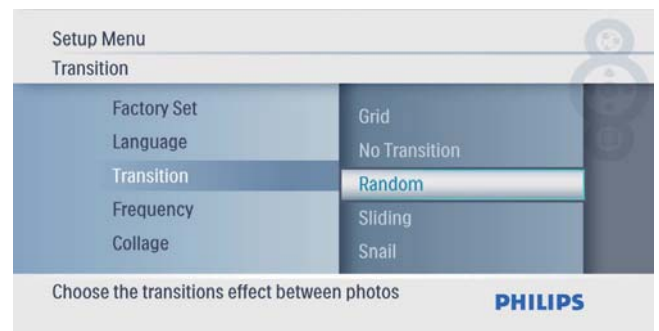 Setup Menu
Transition
Factory Set
Language
Transition
Frequency
Collage
Grid
No Transition
Random
Sliding
Snail
Choose the transitions effect between photos
PHILIPS